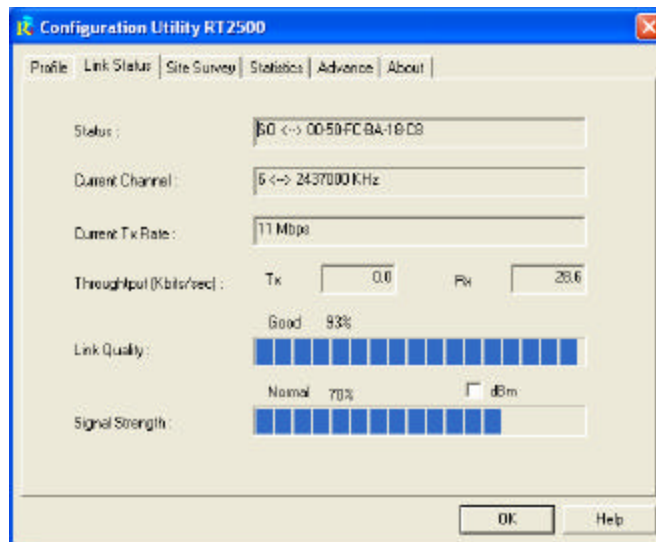 Configuration Utility RT2500
Profile Link Status Site Survey Statistics Advance About
Status : <--> 00-50-FC-BA-18-C8
Current Channel : 6 <--> 2437000 KHz
Current Tx Rate : 11 Mbps
Throughtput (Kbits/sec) : Tx 0.0 Rx 28.6
Good 93%
Link Quality :
Normal 70% dBm
Signal Strength :
OK Help